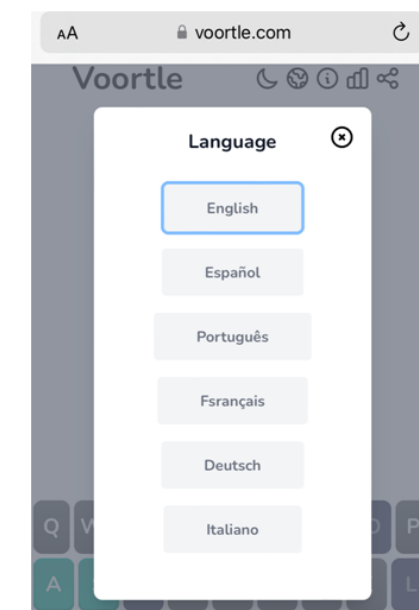 AA voortle.com
Voortle
Language
English
Español
Português
Fsrançais
Deutsch
Italiano
Q W P
A L